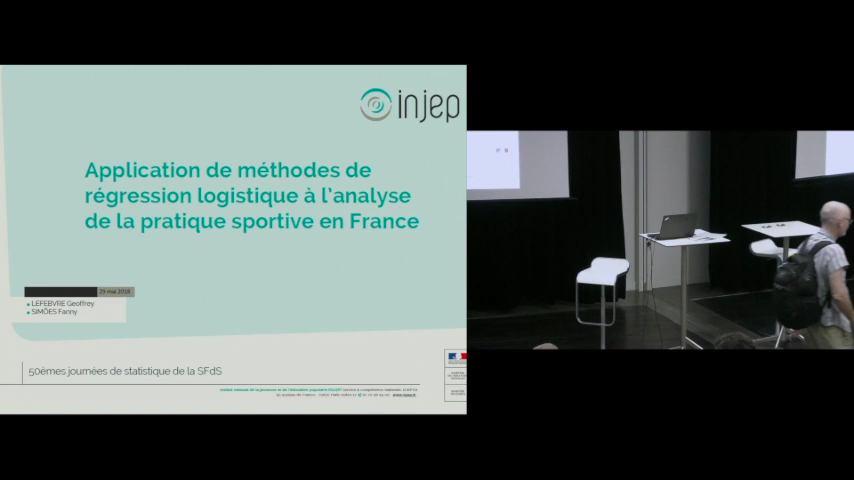 injep
Application de méthodes de
régression logistique à l'analyse
de la pratique sportive en France
29 mai 2018
LEFEBVRE Geoffrey
SIMÕES Fanny
50èmes journées de statistique de la SFdS